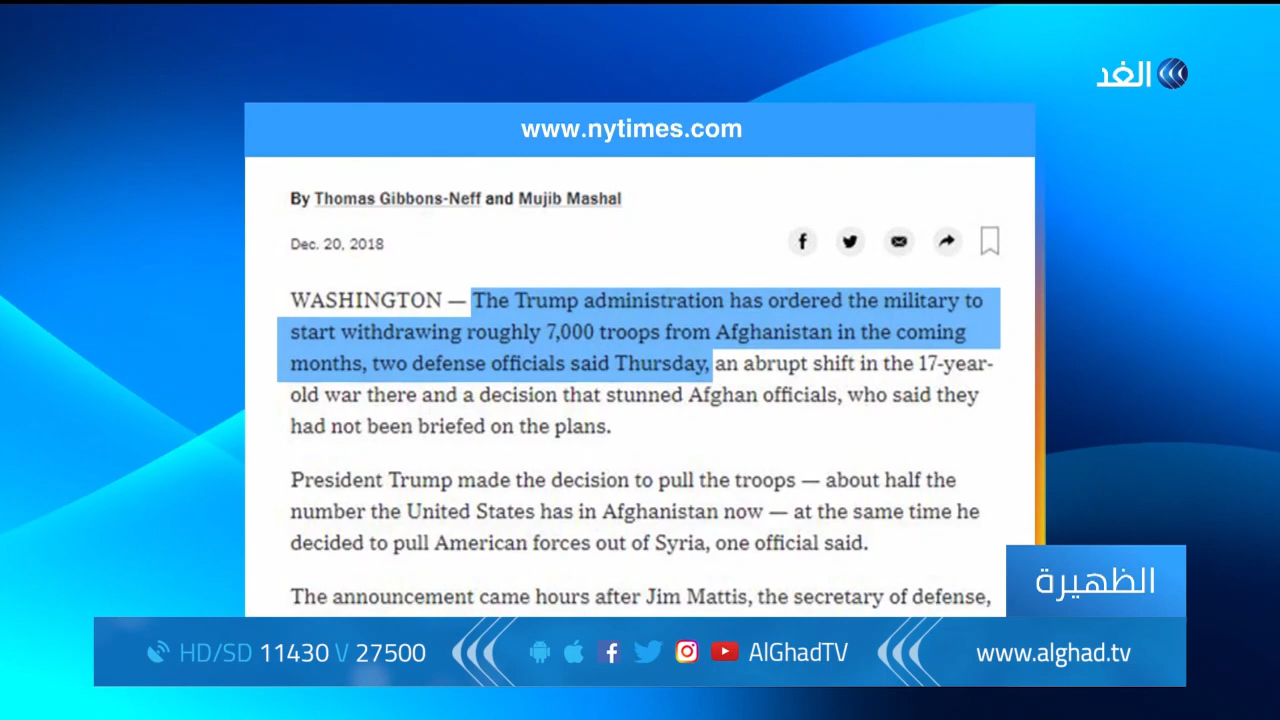 الغد
www.nytimes.com
By Thomas Gibbons-Neff and Mujib Mashal
Dec. 20, 2018
WASHINGTON — The Trump administration has ordered the military to
start withdrawing roughly 7,000 troops from Afghanistan in the coming
months, two defense officials said Thursday, an abrupt shift in the 17-year-
old war there and a decision that stunned Afghan officials, who said they
had not been briefed on the plans.
President Trump made the decision to pull the troops — about half the
number the United States has in Afghanistan now — at the same time he
decided to pull American forces out of Syria, one official said.
The announcement came hours after Jim Mattis, the secretary of defense,
الظهيرة
HD/SD 11430 V 27500
AlGhadTV
www.alghad.tv